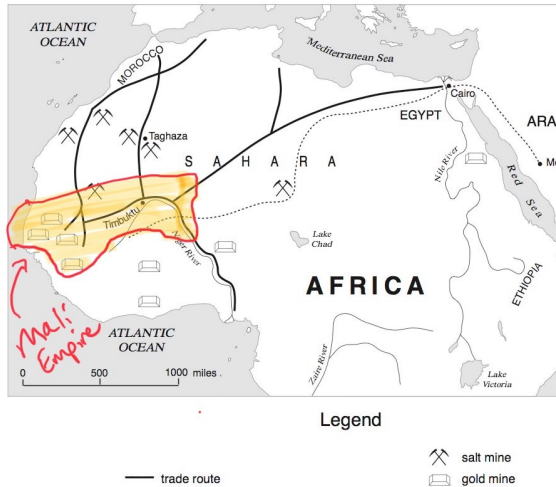 ATLANTIC
OCEAN
Mediterranean Sea
MOROCCO
Cairo
EGYPT
ARA
Taghaza
SAHARA
Nile River
Red Sea
Timbuktu
Niger River
Lake
Chad
AFRICA
ETHIOPIA
Mali
Empire
ATLANTIC
OCEAN
0 500 1000 miles
Zaire River
Lake
Victoria
Legend
trade route
salt mine
gold mine